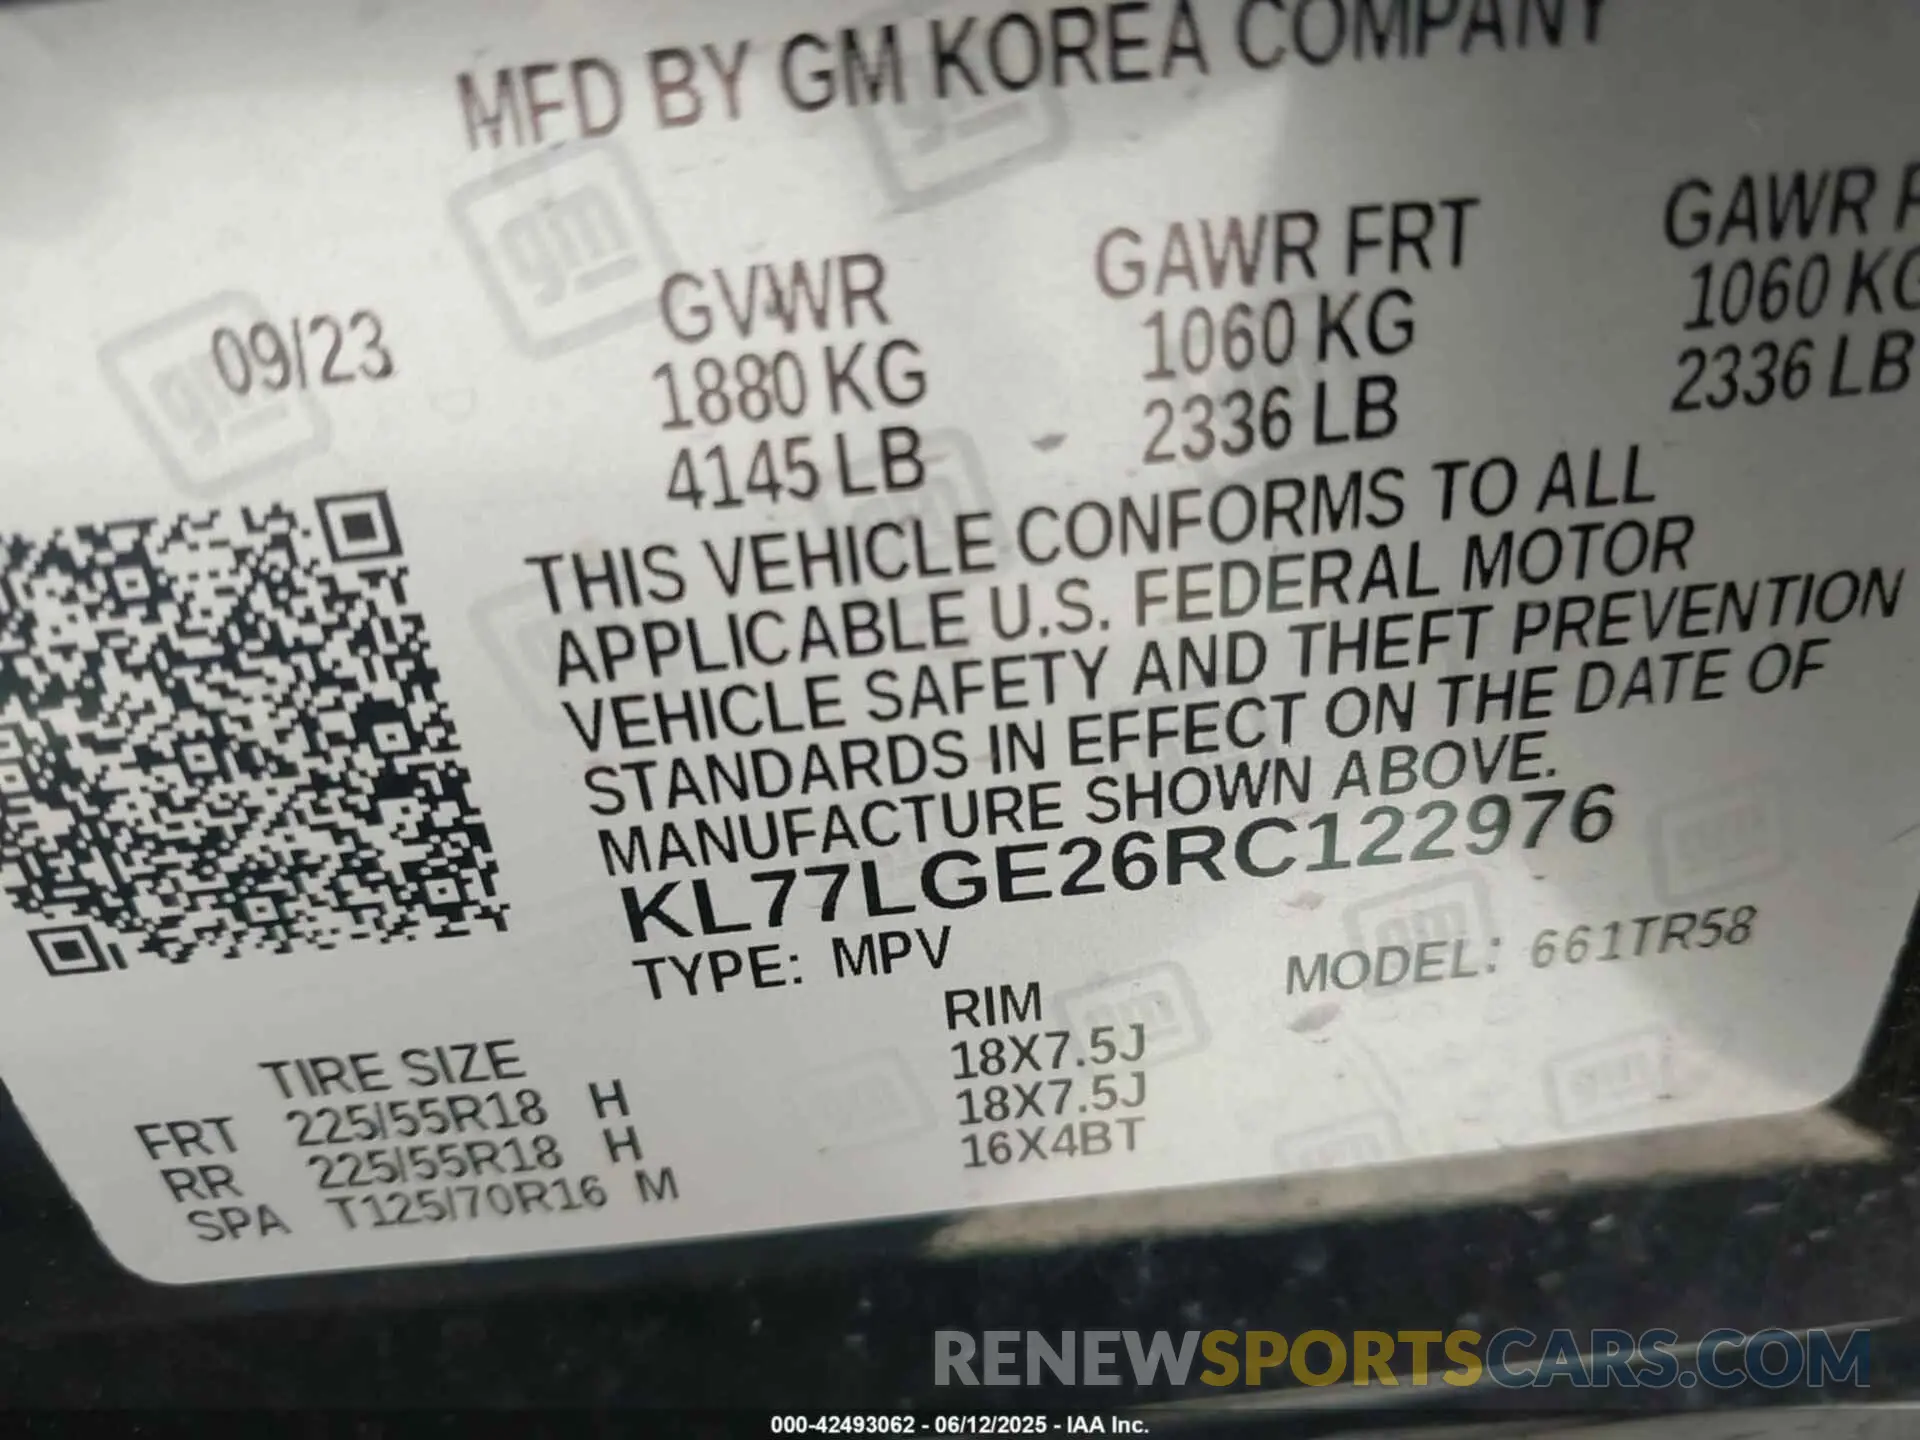 MFD BY GM KOREA COMPANY
09/23
GVWR GAWR FRT GAWR
1880 KG 1060 KG 1060 KG
4145 LB 2336 LB 2336 LB
THIS VEHICLE CONFORMS TO ALL
APPLICABLE U.S. FEDERAL MOTOR
VEHICLE SAFETY AND THEFT PREVENTION
STANDARDS IN EFFECT ON THE DATE OF
MANUFACTURE SHOWN ABOVE.
KL77LGE26RC122976
TYPE: MPV MODEL: 661TR58
TIRE SIZE RIM
FRT 225/55R18 H 18X7.5J
RR 225/55R18 H 18X7.5J
SPA T125/70R16 M 16X4BT
RENEWSPORTSCARS.COM
000-42493062 - 06/12/2025 - IAA Inc.